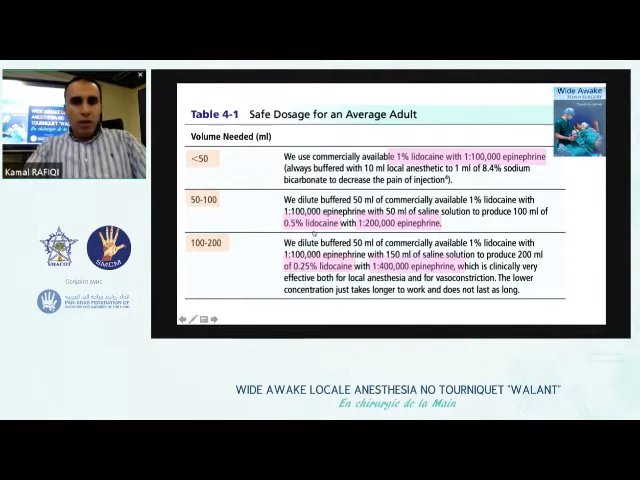 Kamal RAFIQI
SMACOT
SMCM
Conjoint avec
Wide Awake
HAND SURGERY
Table 4-1 Safe Dosage for an Average Adult
Volume Needed (ml)
<50
We use commercially available 1% lidocaine with 1:100,000 epinephrine
(always buffered with 10 ml local anesthetic to 1 ml of 8.4% sodium
bicarbonate to decrease the pain of injection⁶).
50-100
We dilute buffered 50 ml of commercially available 1% lidocaine with
1:100,000 epinephrine with 50 ml of saline solution to produce 100 ml of
0.5% lidocaine with 1:200,000 epinephrine.
100-200
We dilute buffered 50 ml of commercially available 1% lidocaine with
1:100,000 epinephrine with 150 ml of saline solution to produce 200 ml
of 0.25% lidocaine with 1:400,000 epinephrine, which is clinically very
effective both for local anesthesia and for vasoconstriction. The lower
concentration just takes longer to work and does not last as long.
WIDE AWAKE LOCALE ANESTHESIA NO TOURNIQUET "WALANT"
En chirurgie de la Main